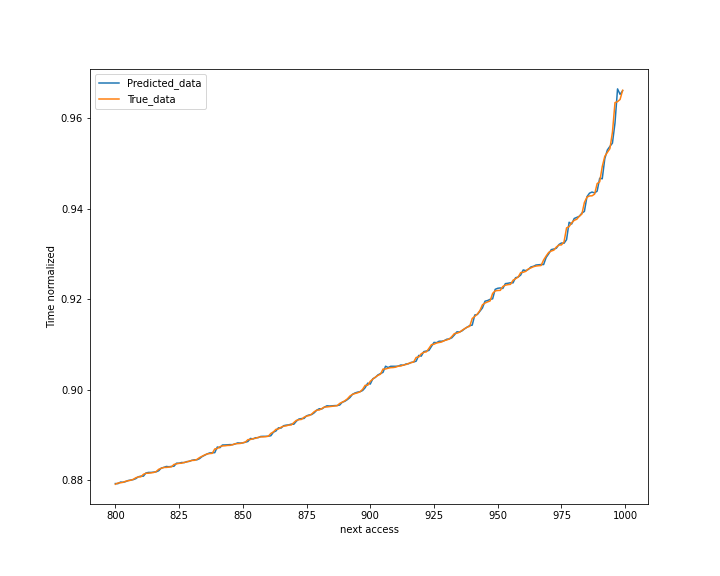 Predicted_data
True_data
0.96
0.94
0.92
0.90
0.88
Time normalized
800 825 850 875 900 925 950 975 1000
next access